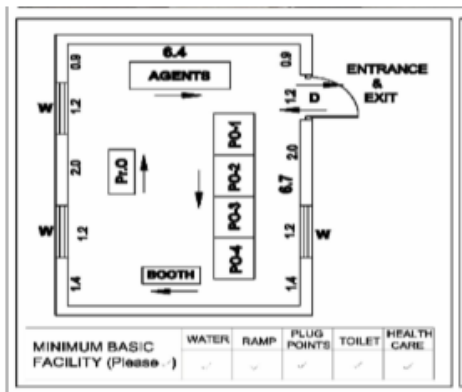 6.4
0.9
0.9
AGENTS
ENTRANCE
&
EXIT
W
1.2
1.2
D
PO-1
Pr.O
2.0
PO-2
2.0
6.7
PO-3
W
1.2
PO-4
1.2
W
BOOTH
1.4
1.4
MINIMUM BASIC
FACILITY (Please ✓)
WATER
RAMP
PLUG
POINTS
TOILET
HEALTH
CARE
✓ ✓ ✓ ✓ ✓